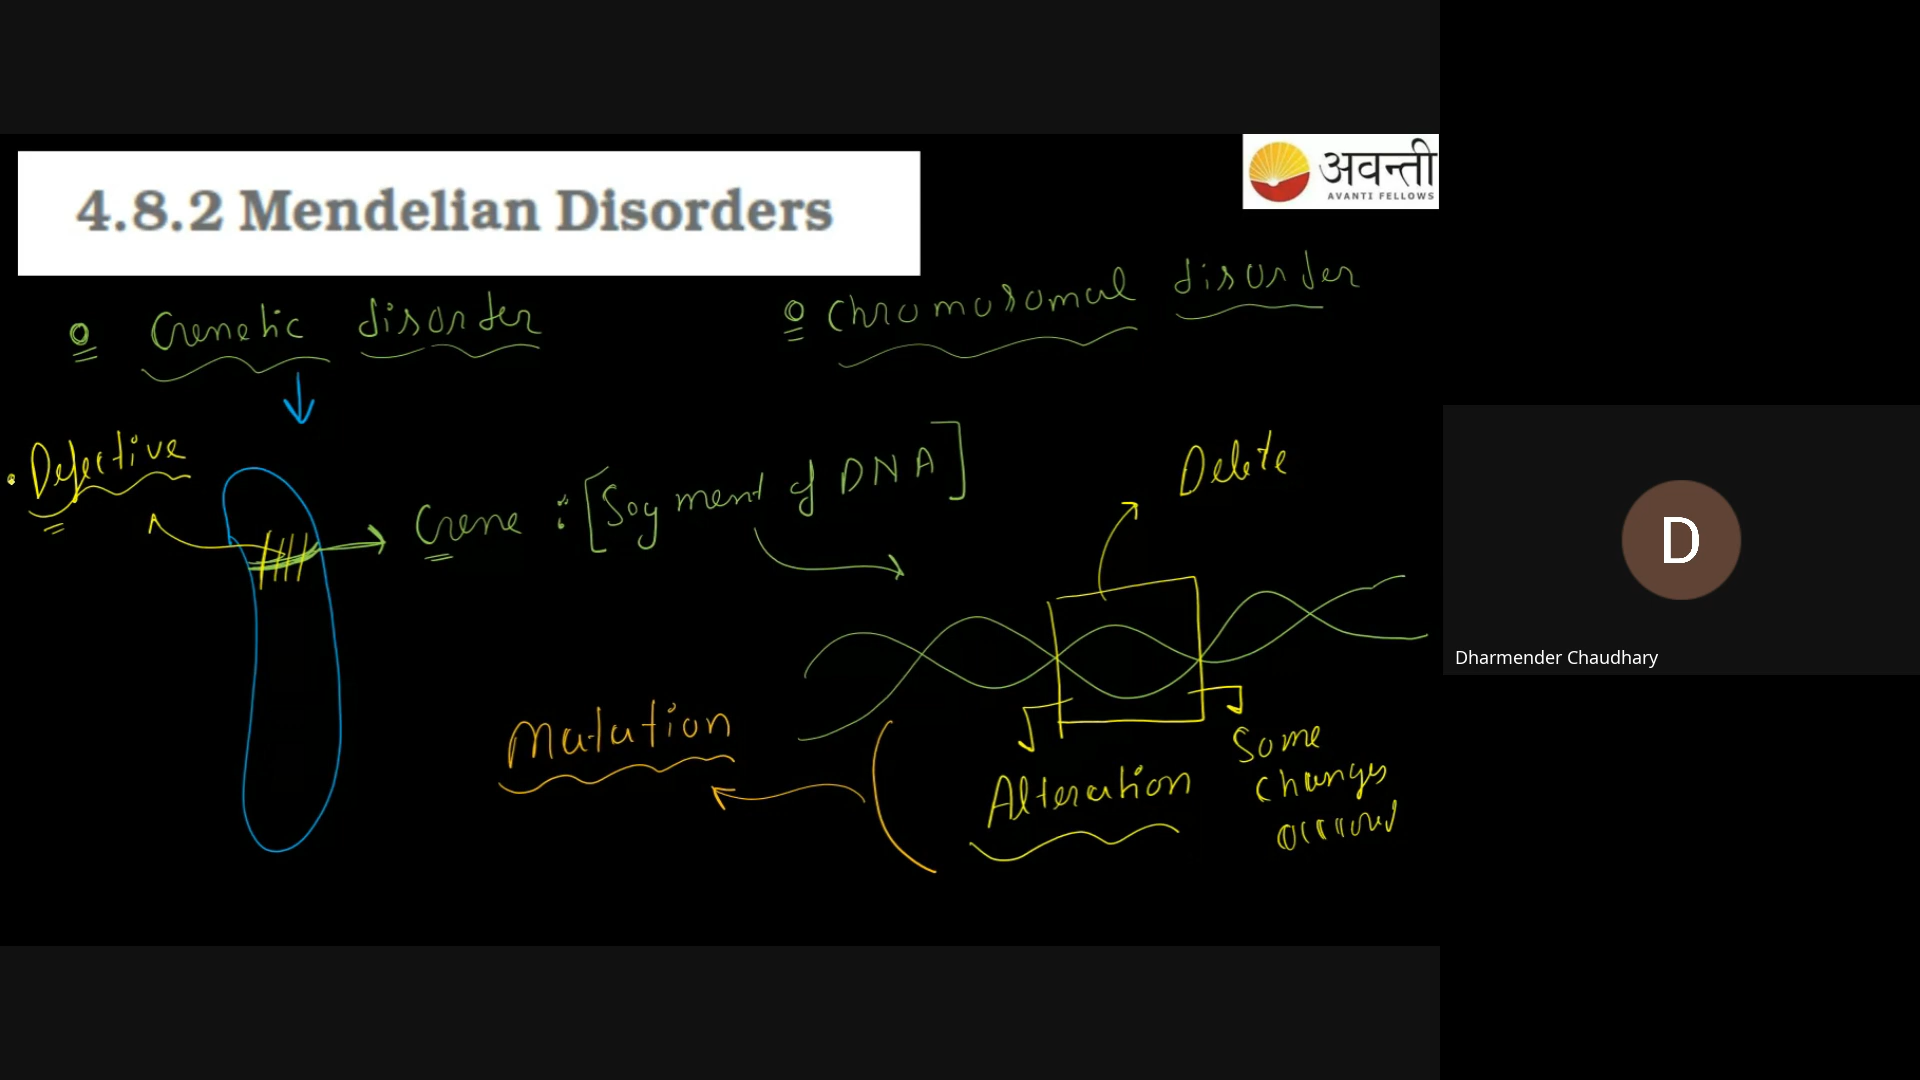 4.8.2 Mendelian Disorders
अवन्ती
AVANTI FELLOWS
Genetic disorder
Chromosomal disorder
Defective
Gene : [Segment of DNA]
Delete
Mutation
Alteration
Some
changes
occured
Dharmender Chaudhary
D